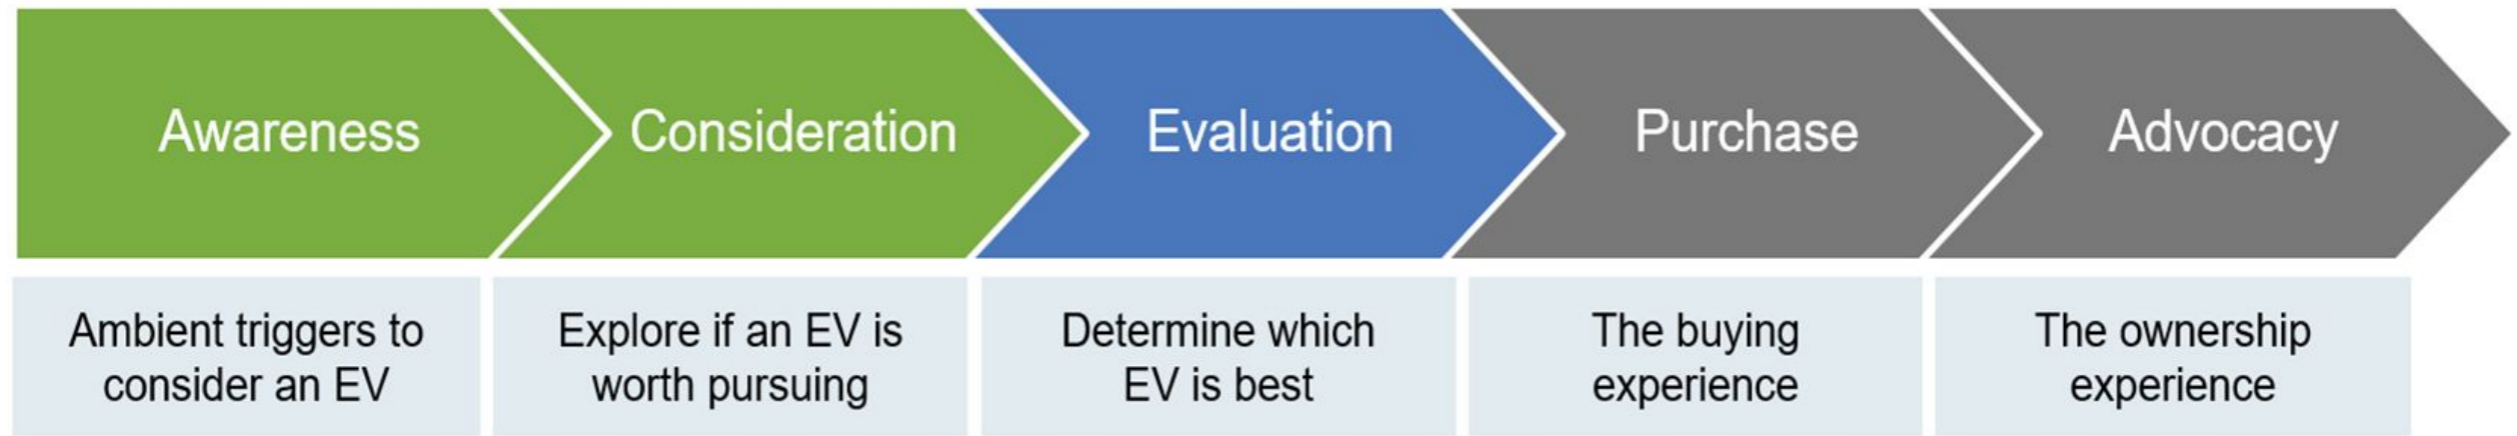 Awareness
Consideration
Evaluation
Purchase
Advocacy
Ambient triggers to
consider an EV
Explore if an EV is
worth pursuing
Determine which
EV is best
The buying
experience
The ownership
experience